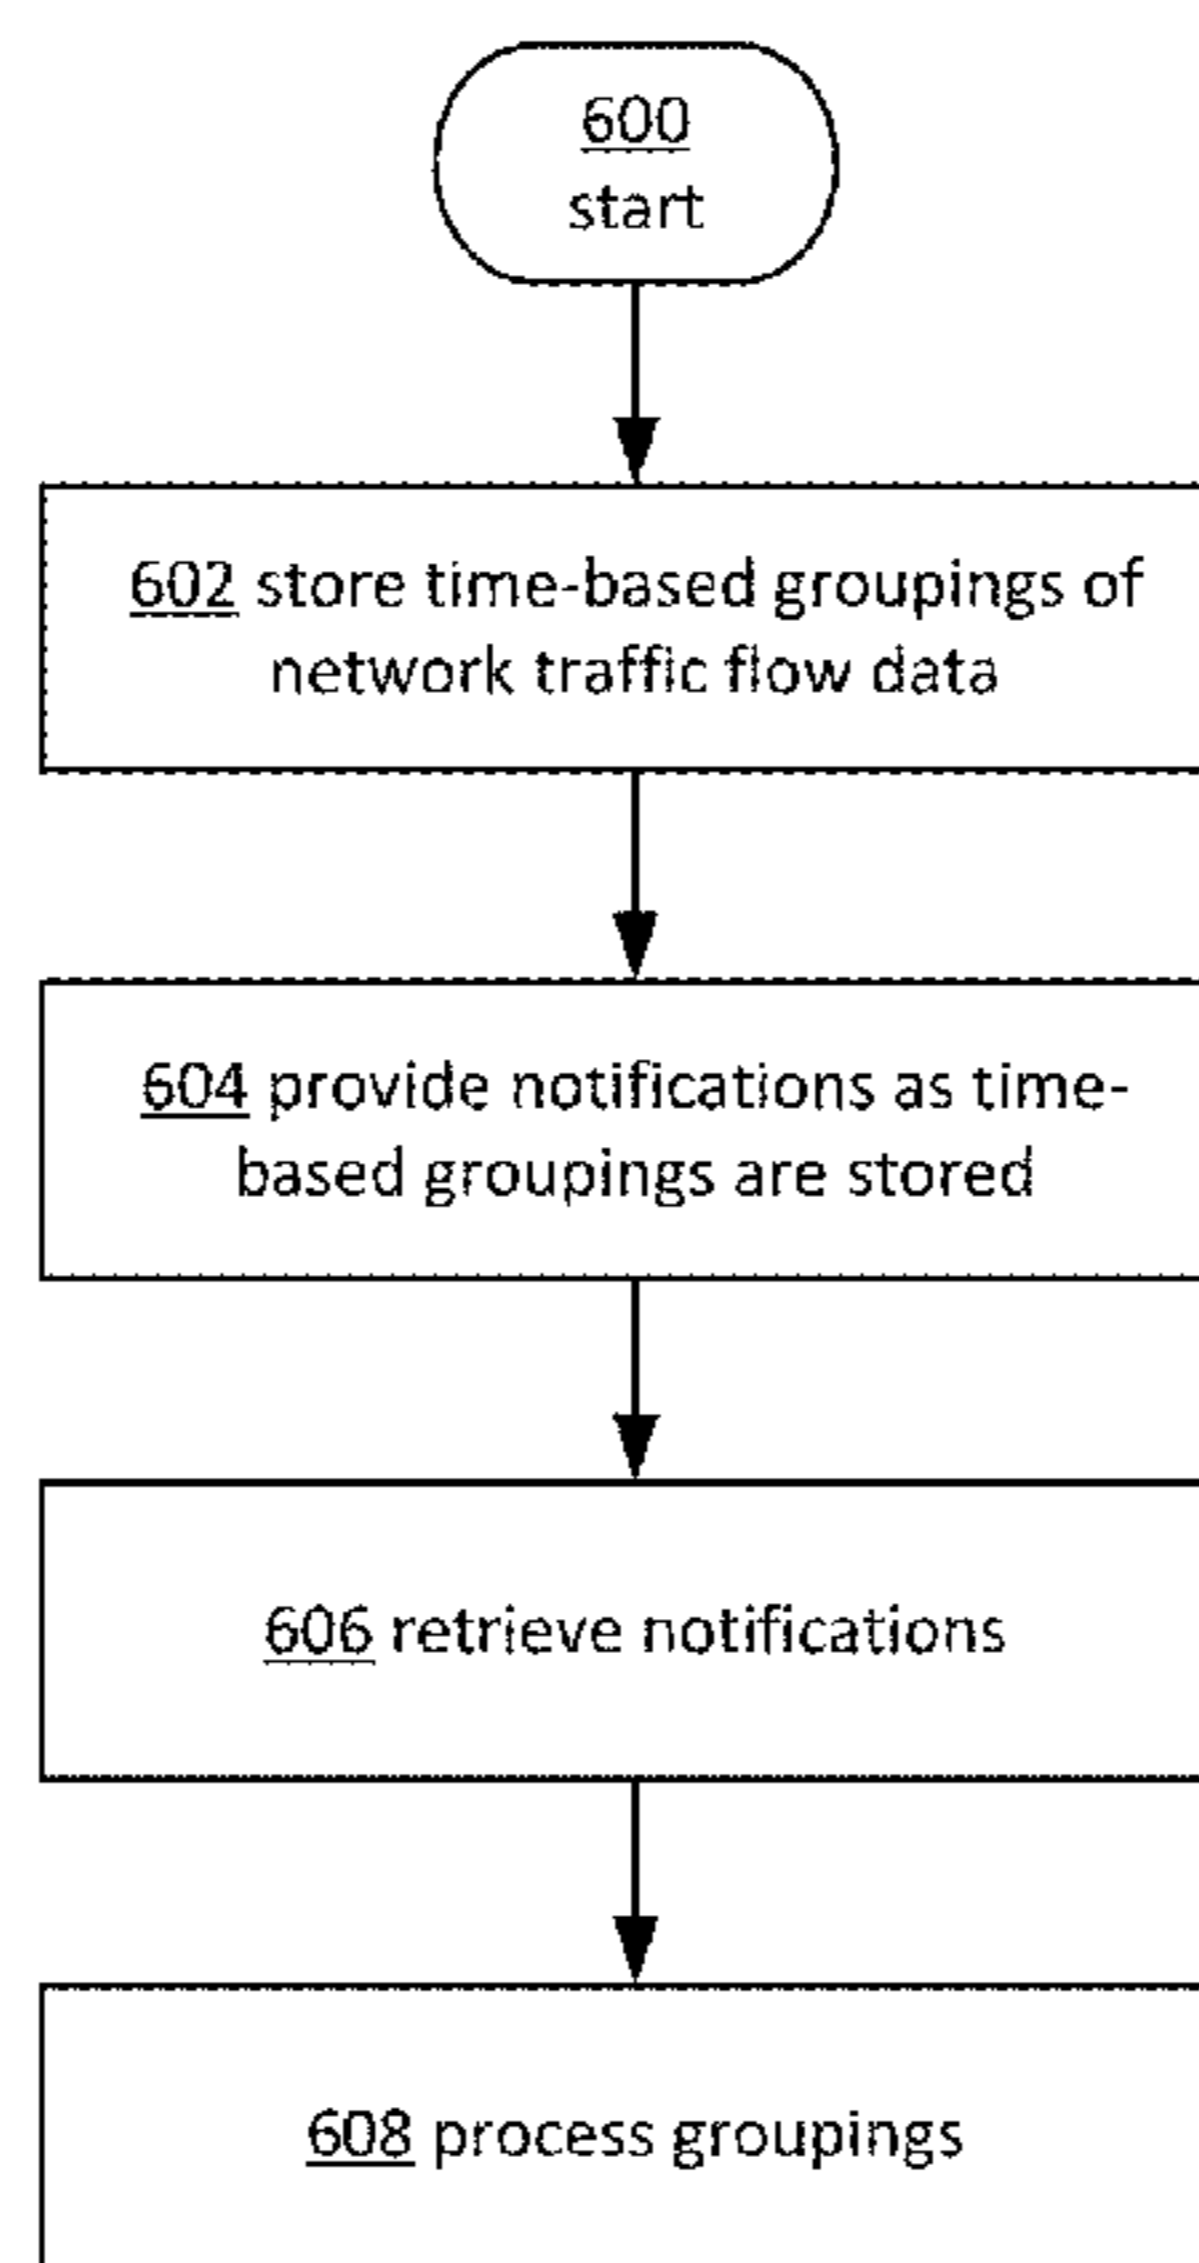 600
start
602 store time-based groupings of
network traffic flow data
604 provide notifications as time-
based groupings are stored
606 retrieve notifications
608 process groupings